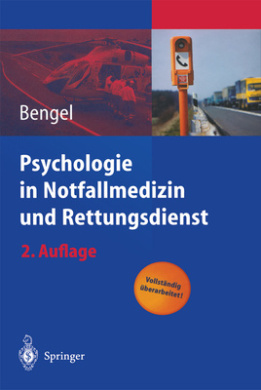 Bengel
Psychologie
in Notfallmedizin
und Rettungsdienst
2. Auflage
Vollständig
überarbeitet!
Springer